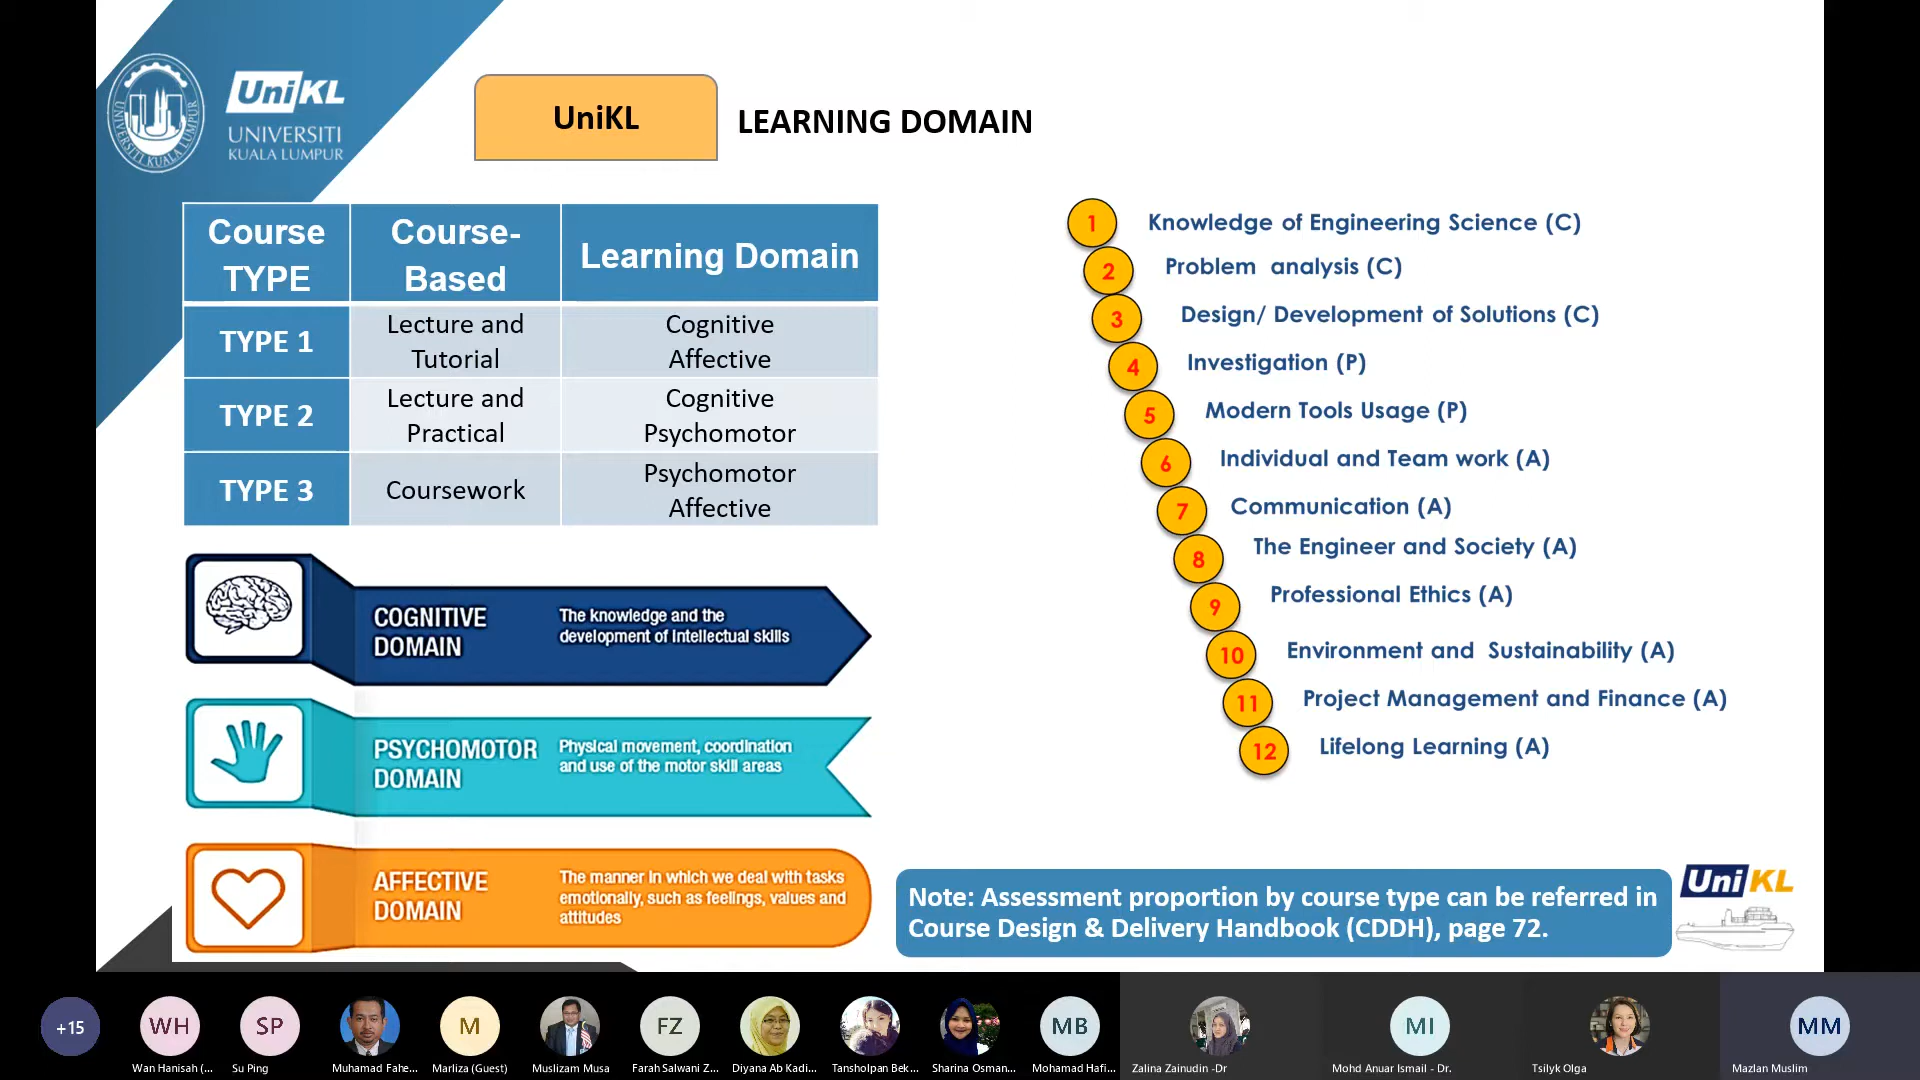 UniKL
UNIVERSITI
KUALA LUMPUR
UNIVERSITI KUALA LUMPUR
UniKL
LEARNING DOMAIN
Course TYPE
Course-Based
Learning Domain
TYPE 1
Lecture and
Tutorial
Cognitive
Affective
TYPE 2
Lecture and
Practical
Cognitive
Psychomotor
TYPE 3
Coursework
Psychomotor
Affective
COGNITIVE
DOMAIN
The knowledge and the
development of intellectual skills
PSYCHOMOTOR
DOMAIN
Physical movement, coordination
and use of the motor skill areas
AFFECTIVE
DOMAIN
The manner in which we deal with tasks
emotionally, such as feelings, values and
attitudes
1 Knowledge of Engineering Science (C)
2 Problem analysis (C)
3 Design/ Development of Solutions (C)
4 Investigation (P)
5 Modern Tools Usage (P)
6 Individual and Team work (A)
7 Communication (A)
8 The Engineer and Society (A)
9 Professional Ethics (A)
10 Environment and Sustainability (A)
11 Project Management and Finance (A)
12 Lifelong Learning (A)
Note: Assessment proportion by course type can be referred in
Course Design & Delivery Handbook (CDDH), page 72.
UniKL
+15
WH
SP
M
FZ
MB
MI
MM
Wan Hanisah (...
Su Ping
Muhamad Fahe...
Marliza (Guest)
Muslizam Musa
Farah Salwani Z...
Diyana Ab Kadi...
Tansholpan Bek...
Sharina Osman...
Mohamad Hafi...
Zalina Zainudin -Dr
Mohd Anuar Ismail - Dr.
Tsilyk Olga
Mazlan Muslim